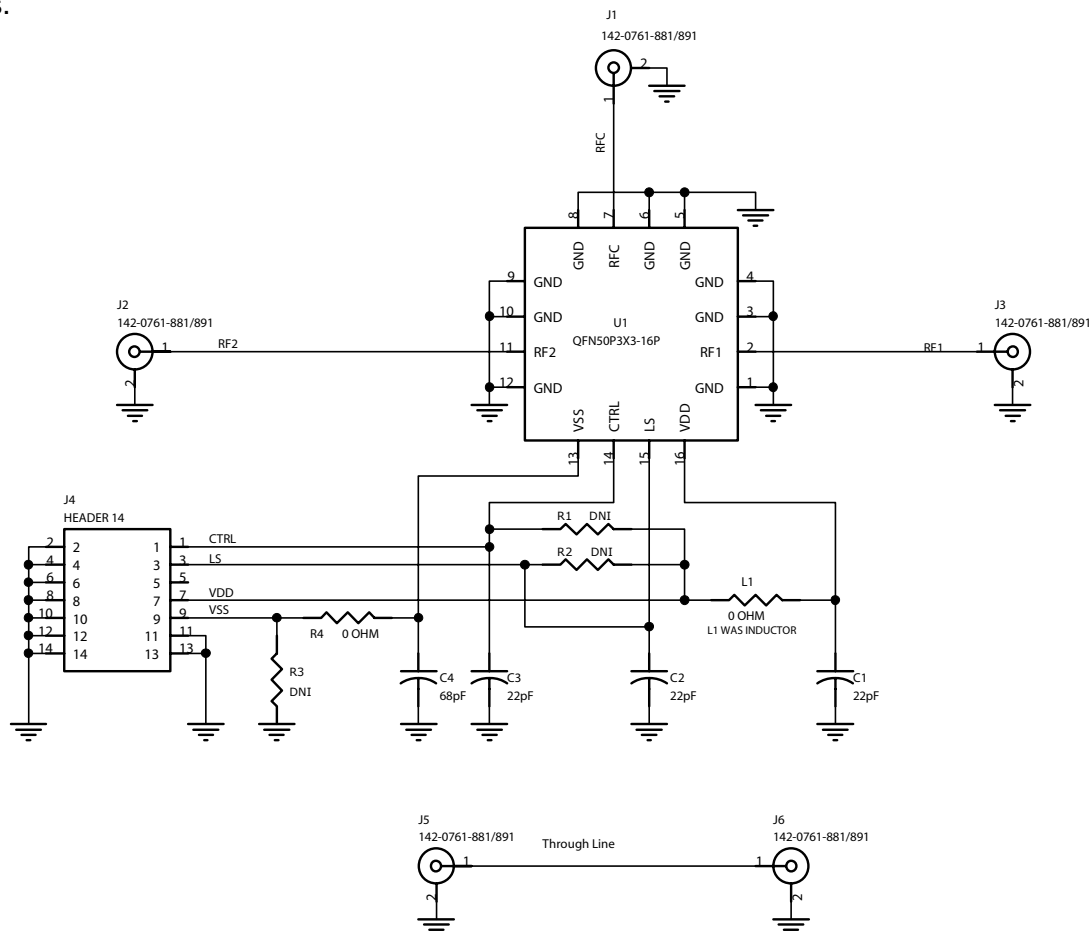 s.
J1
142-0761-881/891
2
1
RFC
8 7 6 5
GND RFC GND GND
9 GND GND 4
10 GND GND 3
U1
QFN50P3X3-16P
11 RF2 RF1 2
12 GND GND 1
VSS CTRL LS VDD
13 14 15 16
J2
142-0761-881/891
1 RF2
2
J3
142-0761-881/891
RF1 1
2
J4
HEADER 14
2 2 1 1 CTRL
4 4 3 3 LS
6 6 5 5
8 8 7 7 VDD
10 10 9 9 VSS
12 12 11 11
14 14 13 13
R1 DNI
R2 DNI
L1
0 OHM
L1 WAS INDUCTOR
R4 0 OHM
R3
DNI
C4
68pF
C3
22pF
C2
22pF
C1
22pF
J5
142-0761-881/891
1
2
Through Line
J6
142-0761-881/891
1
2